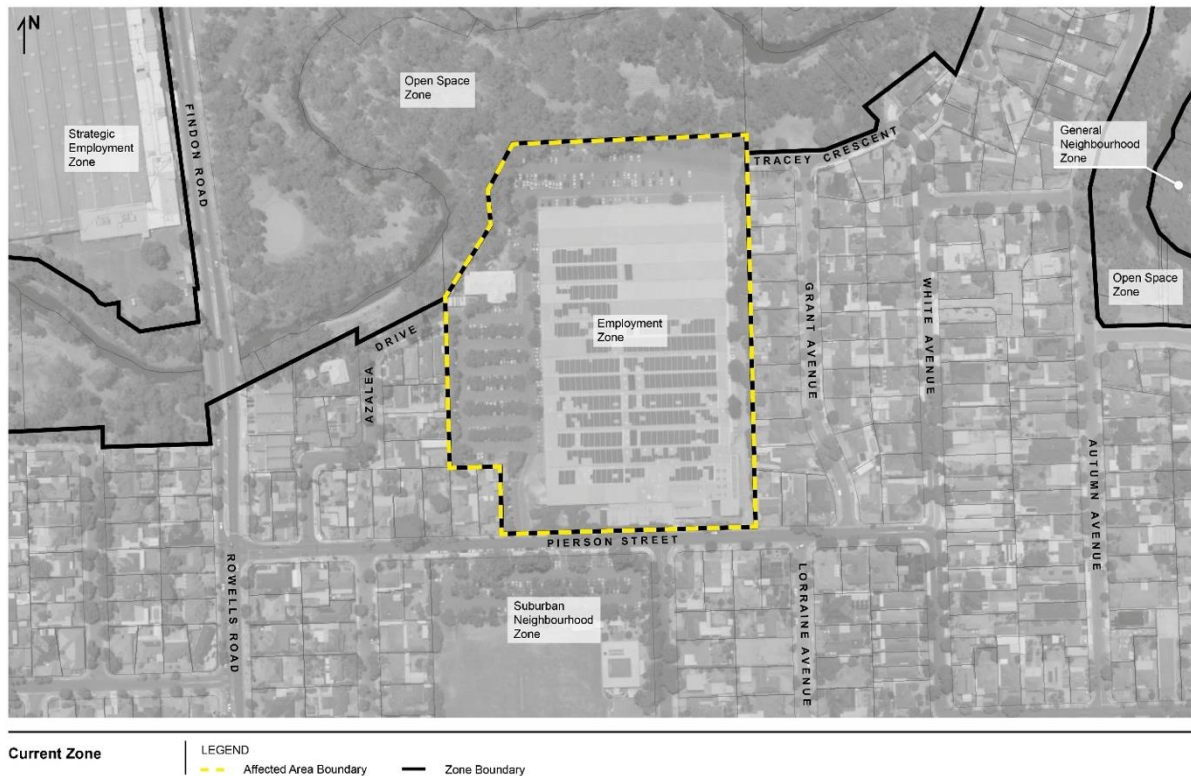 N
Open Space
Zone
Strategic
Employment
Zone
FINDON ROAD
General
Neighbourhood
Zone
TRACEY CRESCENT
Open Space
Zone
Employment
Zone
GRANT AVENUE
WHITE AVENUE
AZALEA DRIVE
AUTUMN AVENUE
PIERSON STREET
ROWELLS ROAD
Suburban
Neighbourhood
Zone
LORRAINE AVENUE
Current Zone
LEGEND
Affected Area Boundary
Zone Boundary